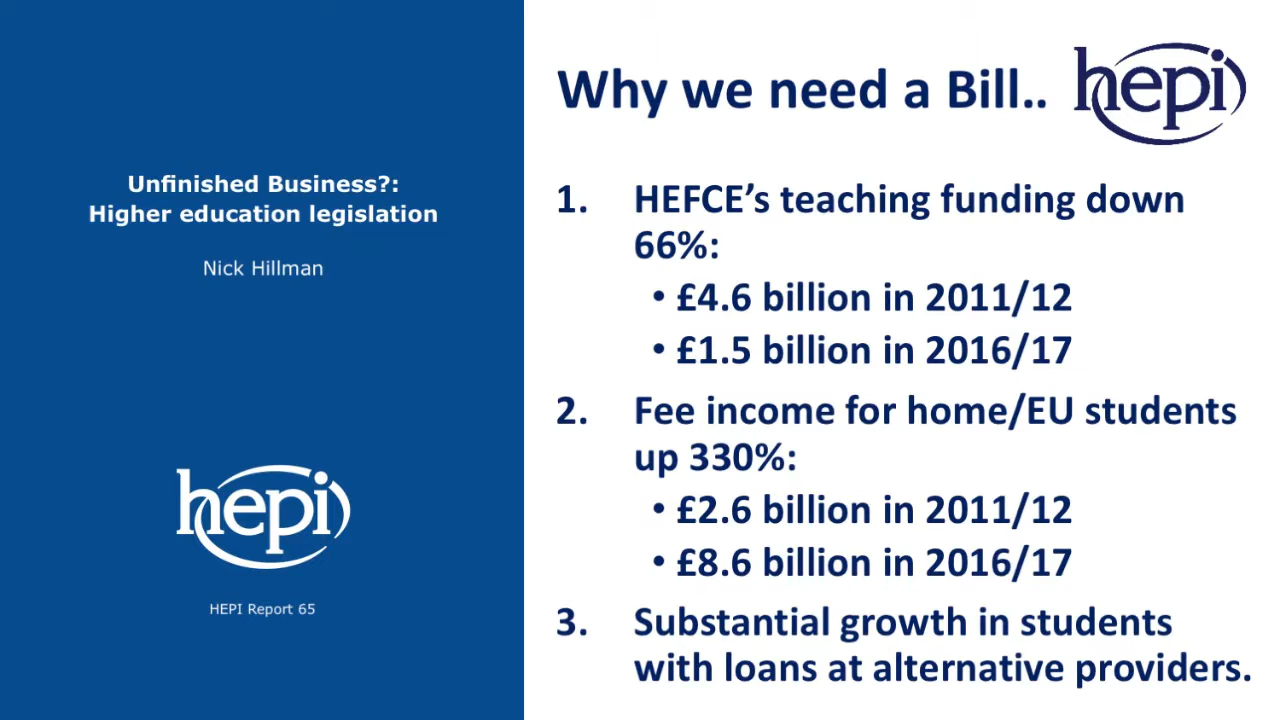 Unfinished Business?:
Higher education legislation
Nick Hillman
hepi
HEPI Report 65
Why we need a Bill..
hepi
1. HEFCE’s teaching funding down
66%:
• £4.6 billion in 2011/12
• £1.5 billion in 2016/17
2. Fee income for home/EU students
up 330%:
• £2.6 billion in 2011/12
• £8.6 billion in 2016/17
3. Substantial growth in students
with loans at alternative providers.